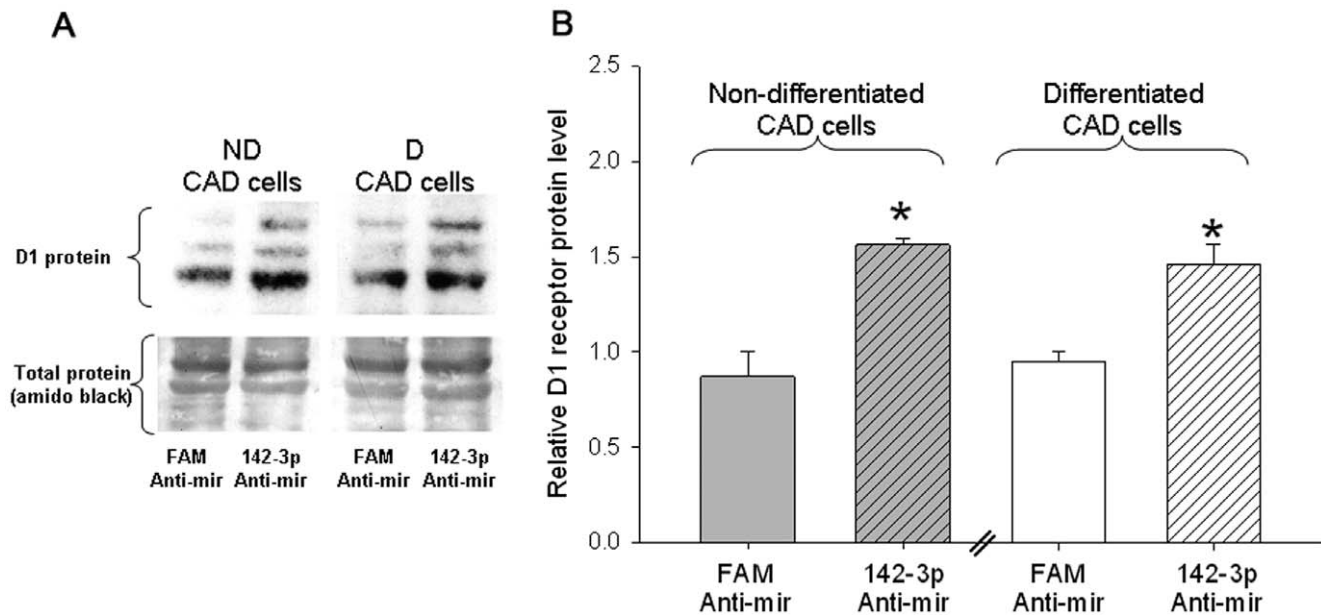 A
ND
CAD cells
D
CAD cells
D1 protein
Total protein
(amido black)
FAM
Anti-mir
142-3p
Anti-mir
FAM
Anti-mir
142-3p
Anti-mir
B
Relative D1 receptor protein level
2.5
2.0
1.5
1.0
0.5
0.0
Non-differentiated
CAD cells
Differentiated
CAD cells
*
*
FAM
Anti-mir
142-3p
Anti-mir
FAM
Anti-mir
142-3p
Anti-mir